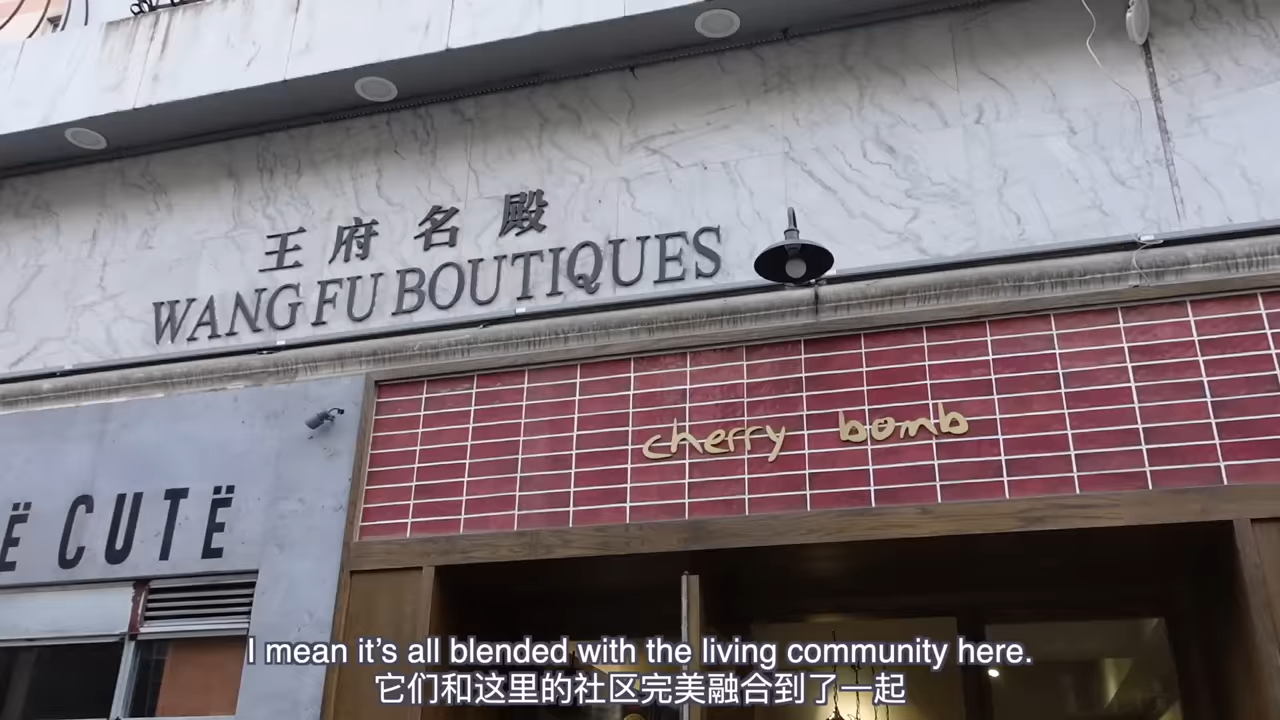 王府名殿
WANG FU BOUTIQUES
cherry bomb
Ë CUTË
I mean it's all blended with the living community here.
它们和这里的社区完美融合到了一起